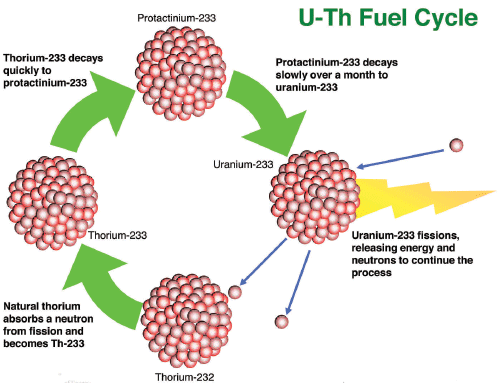 U-Th Fuel Cycle
Protactinium-233
Thorium-233 decays
quickly to
protactinium-233
Protactinium-233 decays
slowly over a month to
uranium-233
Uranium-233
Thorium-233
Uranium-233 fissions,
releasing energy and
neutrons to continue the
process
Natural thorium
absorbs a neutron
from fission and
becomes Th-233
Thorium-232